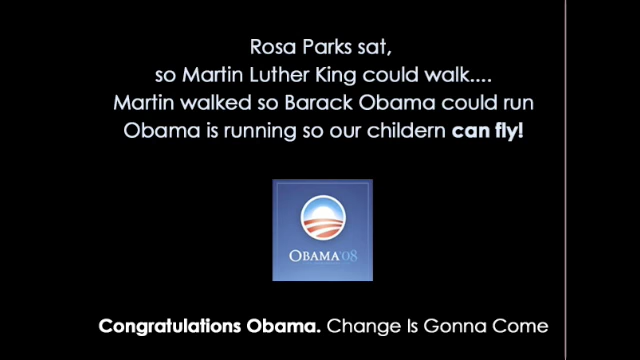 Rosa Parks sat,
so Martin Luther King could walk....
Martin walked so Barack Obama could run
Obama is running so our childern can fly!
OBAMA'08
Congratulations Obama. Change Is Gonna Come